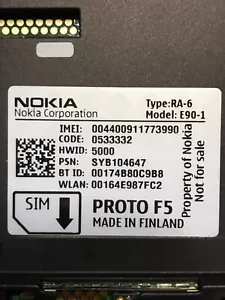 NOKIA Type: RA-6
Nokia Corporation Model: E90-1
IMEI: 004400911773990
CODE: 0533332
HWID: 5000
PSN: SYB104647
BT ID: 00174B80C9B8
WLAN: 00164E987FC2
Property of Nokia
Not for sale
SIM PROTO F5
MADE IN FINLAND